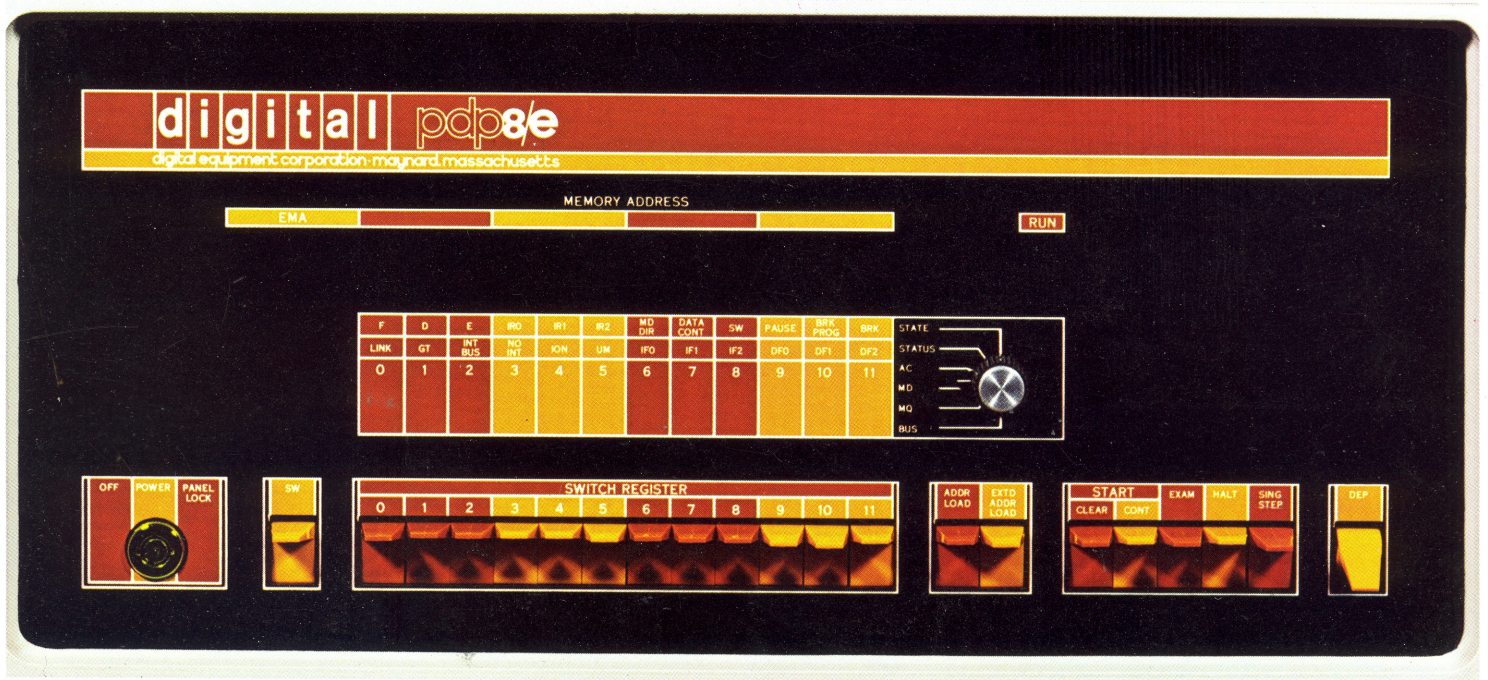 digital pdp8/e
digital equipment corporation · maynard, massachusetts
MEMORY ADDRESS
EMA
RUN
F D E IR0 IR1 IR2 MD DIR DATA CONT SW PAUSE BRK PROG BRK
LINK GT INT BUS NO INT ION UM IF0 IF1 IF2 DF0 DF1 DF2
0 1 2 3 4 5 6 7 8 9 10 11
STATE
STATUS
AC
MD
MQ
BUS
OFF POWER PANEL LOCK
SW
SWITCH REGISTER
0 1 2 3 4 5 6 7 8 9 10 11
ADDR LOAD
EXTD ADDR LOAD
START
CLEAR CONT
EXAM
HALT
SING STEP
DEP